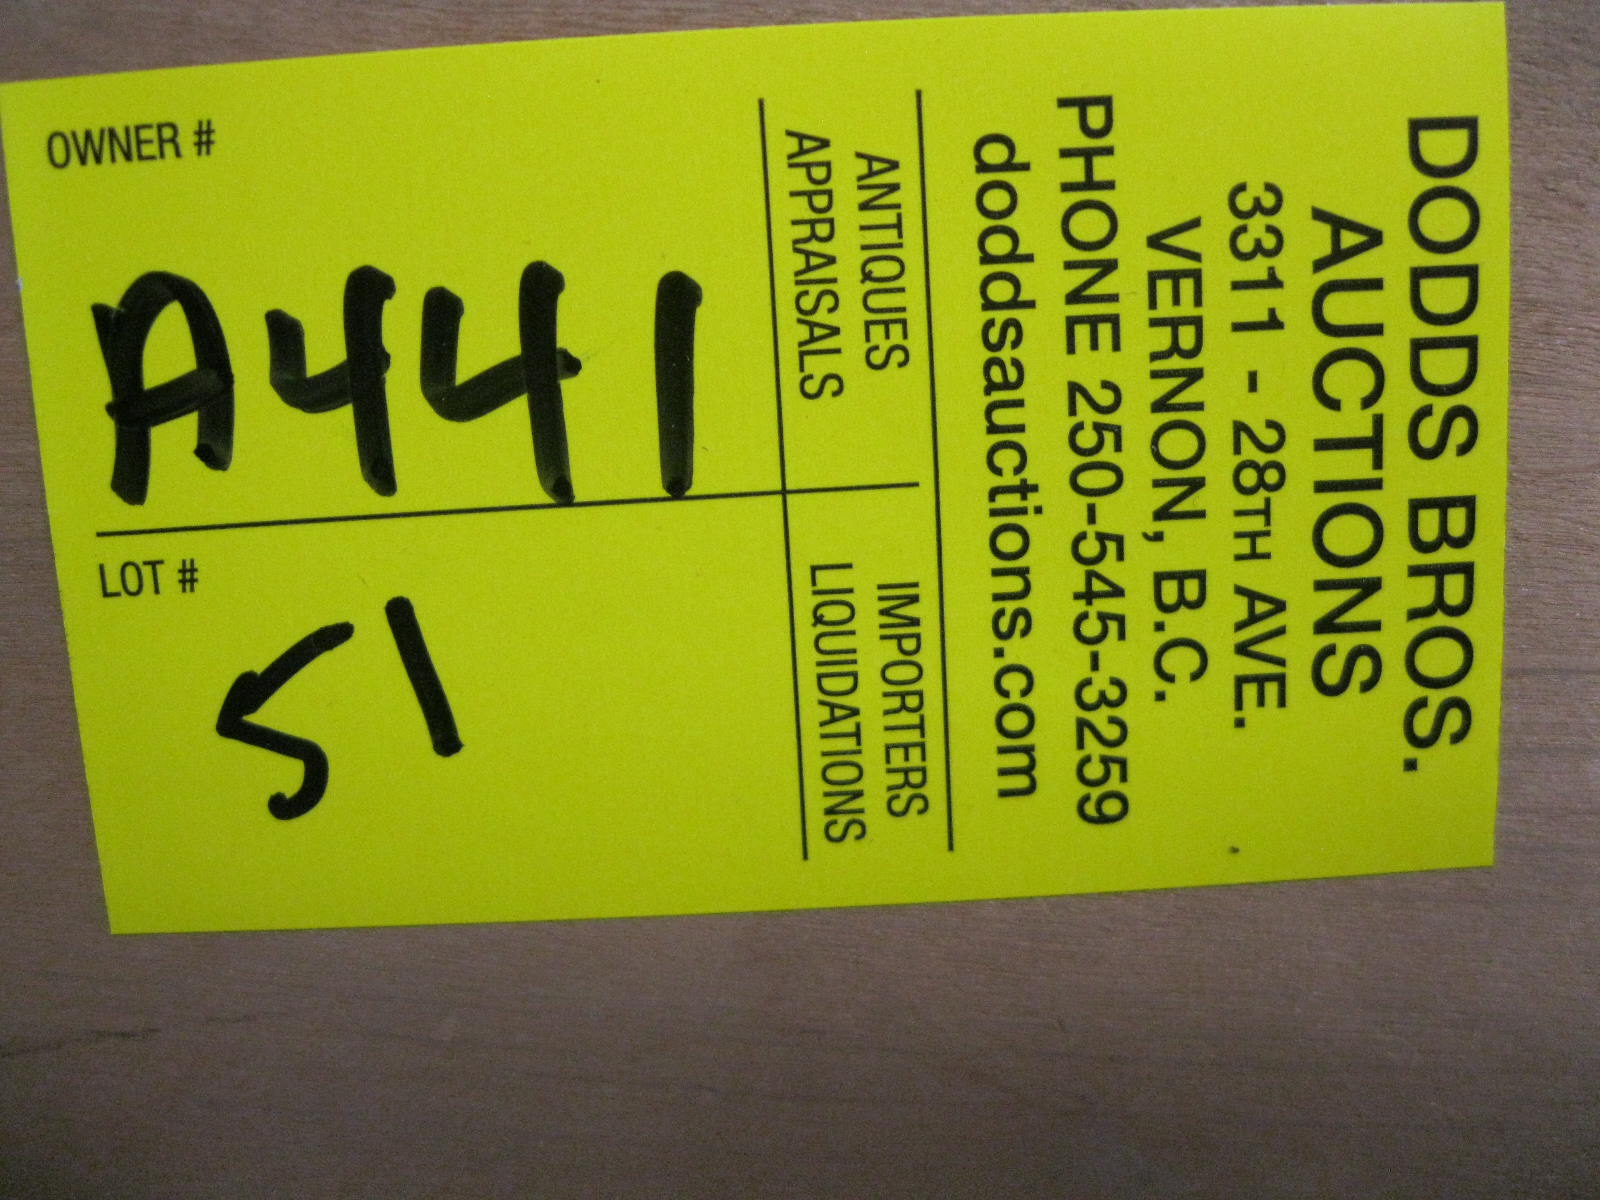 DODDS BROS.
AUCTIONS
3311 - 28TH AVE.
VERNON, B.C.
PHONE 250-545-3259
doddsauctions.com
ANTIQUES
APPRAISALS
IMPORTERS
LIQUIDATIONS
OWNER #
A441
LOT #
51